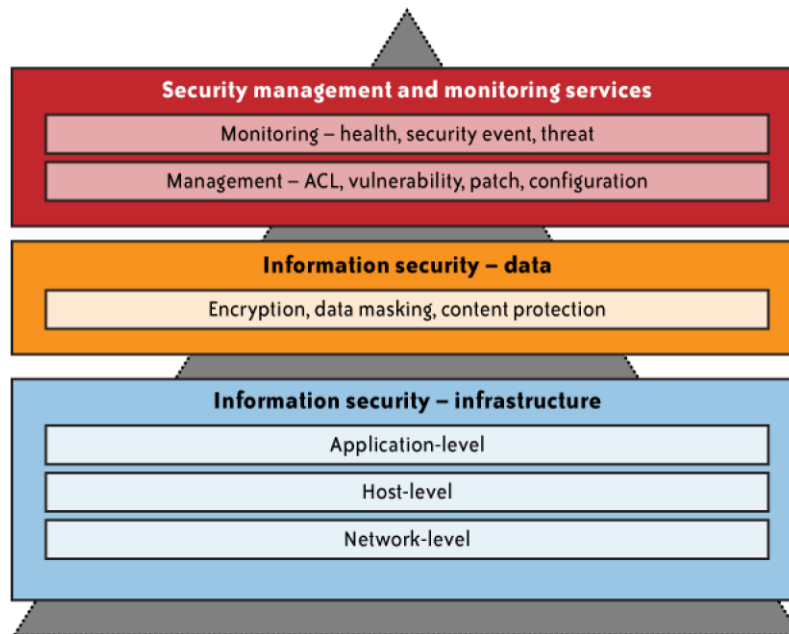 Security management and monitoring services
Monitoring – health, security event, threat
Management – ACL, vulnerability, patch, configuration
Information security – data
Encryption, data masking, content protection
Information security – infrastructure
Application-level
Host-level
Network-level